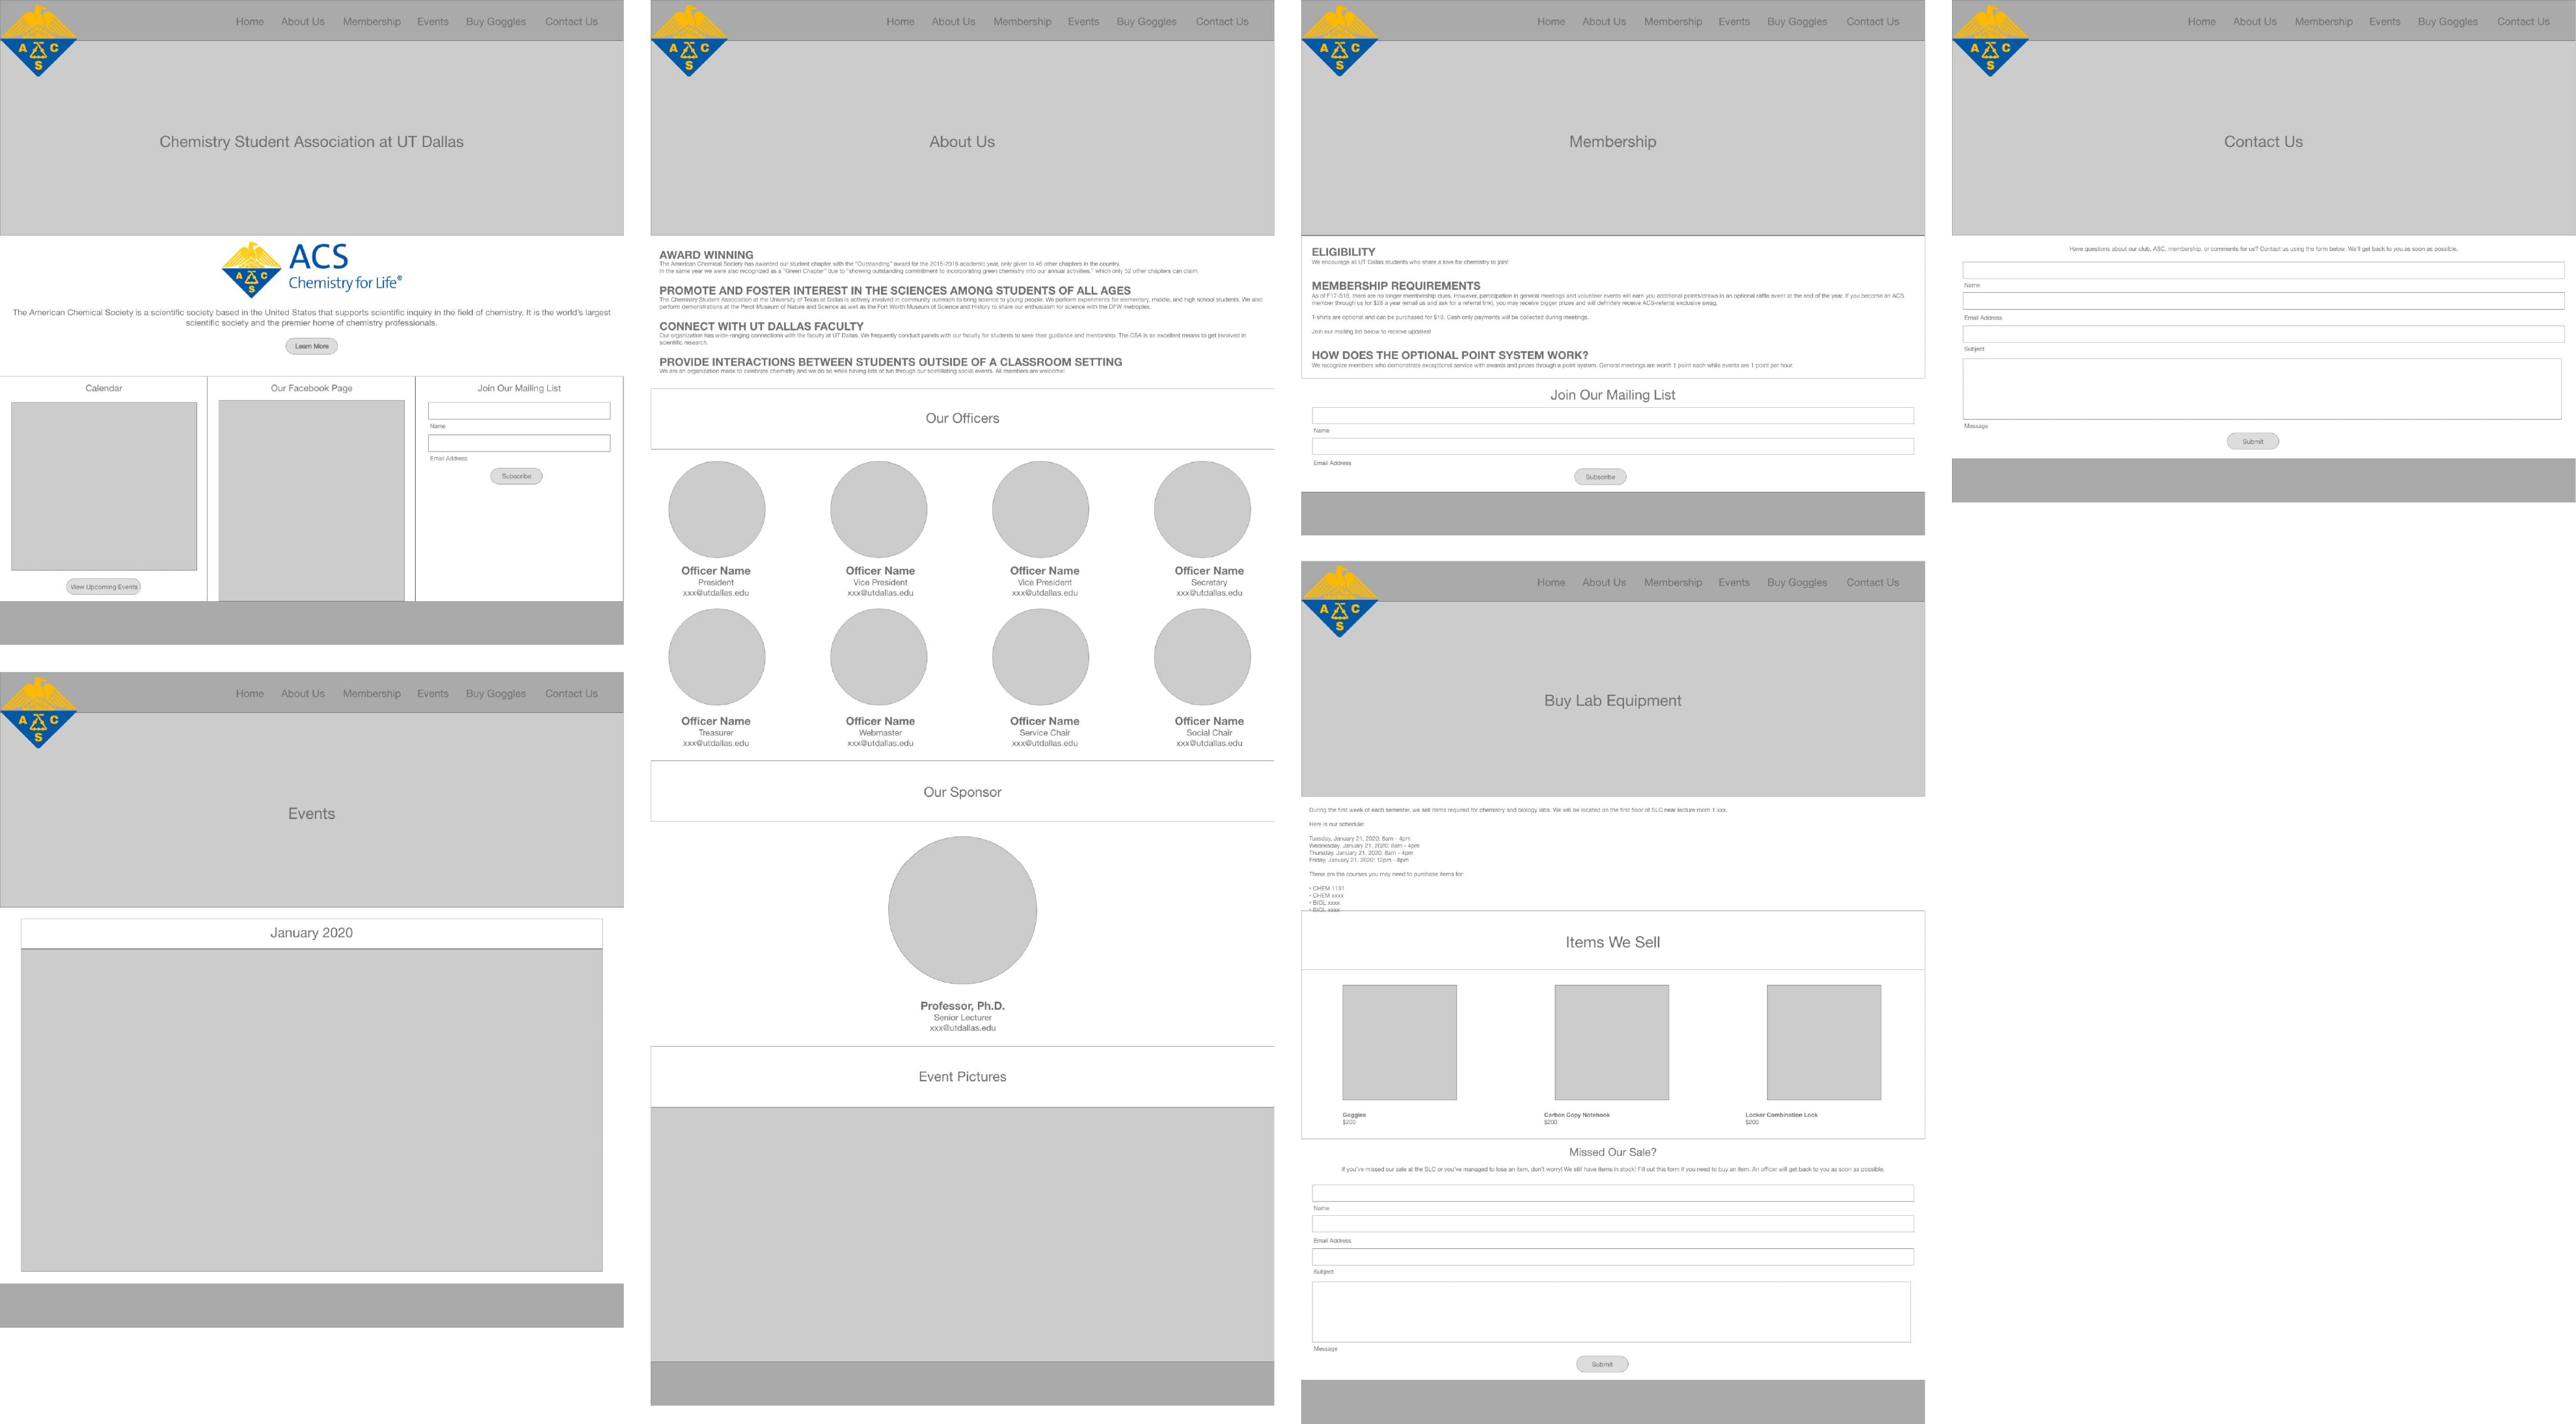 Home About Us Membership Events Buy Goggles Contact Us
A C
S
Chemistry Student Association at UT Dallas
A C
S
ACS
Chemistry for Life®
The American Chemical Society is a scientific society based in the United States that supports scientific inquiry in the field of chemistry. It is the world's largest
scientific society and the premier home of chemistry professionals.
Learn More
Calendar
View Upcoming Events
Our Facebook Page
Join Our Mailing List
Name
Email Address
Subscribe
Home About Us Membership Events Buy Goggles Contact Us
A C
S
Events
January 2020
Home About Us Membership Events Buy Goggles Contact Us
A C
S
About Us
AWARD WINNING
The American Chemical Society has awarded our student chapter with the "Outstanding" award for the 2015-2016 academic year, only given to 46 other chapters in the country.
In the same year we were also recognized as a "Green Chapter" due to "showing outstanding commitment to incorporating green chemistry into our annual activities," which only 52 other chapters can claim.
PROMOTE AND FOSTER INTEREST IN THE SCIENCES AMONG STUDENTS OF ALL AGES
The Chemistry Student Association at the University of Texas at Dallas is actively involved in community outreach to bring science to young people. We perform experiments for elementary, middle, and high school students. We also
perform demonstrations at the Perot Museum of Nature and Science as well as the Fort Worth Museum of Science and History to share our enthusiasm for science with the DFW metroplex.
CONNECT WITH UT DALLAS FACULTY
Our organization has wide-ranging connections with the faculty at UT Dallas. We frequently conduct panels with our faculty for students to seek their guidance and mentorship. The CSA is an excellent means to get involved in
scientific research.
PROVIDE INTERACTIONS BETWEEN STUDENTS OUTSIDE OF A CLASSROOM SETTING
We are an organization made to celebrate chemistry and we do so while having lots of fun through our scintillating social events. All members are welcome!
Our Officers
Officer Name Officer Name Officer Name Officer Name
President Vice President Vice President Secretary
xxx@utdallas.edu xxx@utdallas.edu xxx@utdallas.edu xxx@utdallas.edu
Officer Name Officer Name Officer Name Officer Name
Treasurer Webmaster Service Chair Social Chair
xxx@utdallas.edu xxx@utdallas.edu xxx@utdallas.edu xxx@utdallas.edu
Our Sponsor
Professor, Ph.D.
Senior Lecturer
xxx@utdallas.edu
Event Pictures
Home About Us Membership Events Buy Goggles Contact Us
A C
S
Membership
ELIGIBILITY
We encourage all UT Dallas students who share a love for chemistry to join!
MEMBERSHIP REQUIREMENTS
As of F17-S18, there are no longer membership dues. However, participation in general meetings and volunteer events will earn you additional points/draws in an optional raffle event at the end of the year. If you become an ACS
member through us for $28 a year (email us and ask for a referral link), you may receive bigger prizes and will definitely receive ACS-referral exclusive swag.
T-shirts are optional and can be purchased for $10. Cash only payments will be collected during meetings.
Join our mailing list below to receive updates!
HOW DOES THE OPTIONAL POINT SYSTEM WORK?
We recognize members who demonstrate exceptional service with awards and prizes through a point system. General meetings are worth 1 point each while events are 1 point per hour.
Join Our Mailing List
Name
Email Address
Subscribe
Home About Us Membership Events Buy Goggles Contact Us
A C
S
Buy Lab Equipment
During the first week of each semester, we sell items required for chemistry and biology labs. We will be located on the first floor of SLC near lecture room 1.xxx.
Here is our schedule:
Tuesday, January 21, 2020: 8am - 4pm
Wednesday, January 21, 2020: 8am - 4pm
Thursday, January 21, 2020: 8am - 4pm
Friday, January 21, 2020: 12pm - 8pm
These are the courses you may need to purchase items for:
• CHEM 1131
• CHEM xxxx
• BIOL xxxx
• BIOL xxxx
Items We Sell
Goggles Carbon Copy Notebook Locker Combination Lock
$200 $200 $200
Missed Our Sale?
If you've missed our sale at the SLC or you've managed to lose an item, don't worry! We still have items in stock! Fill out this form if you need to buy an item. An officer will get back to you as soon as possible.
Name
Email Address
Subject
Message
Submit
Home About Us Membership Events Buy Goggles Contact Us
A C
S
Contact Us
Have questions about our club, ASC, membership, or comments for us? Contact us using the form below. We'll get back to you as soon as possible.
Name
Email Address
Subject
Message
Submit